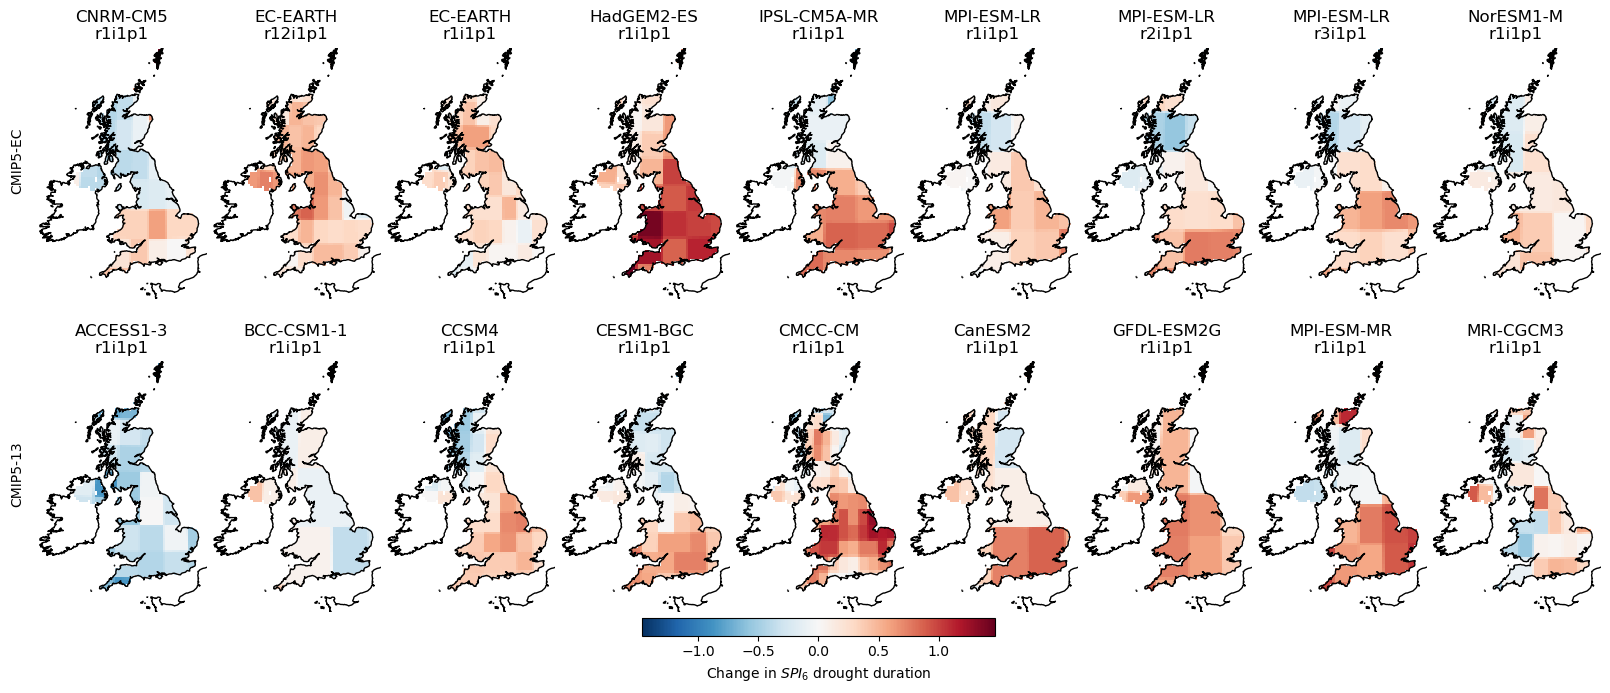 CNRM-CM5 EC-EARTH EC-EARTH HadGEM2-ES IPSL-CM5A-MR MPI-ESM-LR MPI-ESM-LR MPI-ESM-LR NorESM1-M
r1i1p1 r12i1p1 r1i1p1 r1i1p1 r1i1p1 r1i1p1 r2i1p1 r3i1p1 r1i1p1
CMIP5-EC
ACCESS1-3 BCC-CSM1-1 CCSM4 CESM1-BGC CMCC-CM CanESM2 GFDL-ESM2G MPI-ESM-MR MRI-CGCM3
r1i1p1 r1i1p1 r1i1p1 r1i1p1 r1i1p1 r1i1p1 r1i1p1 r1i1p1 r1i1p1
CMIP5-13
−1.0 −0.5 0.0 0.5 1.0
Change in SPI₆ drought duration